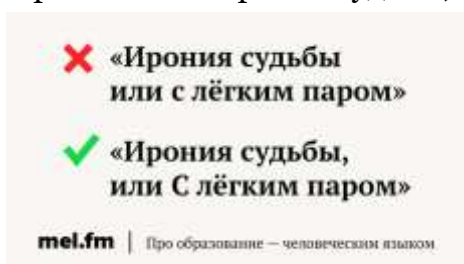 «Ирония судьбы
или с лёгким паром»
«Ирония судьбы,
или С лёгким паром»
mel.fm | Про образование — человеческим языком